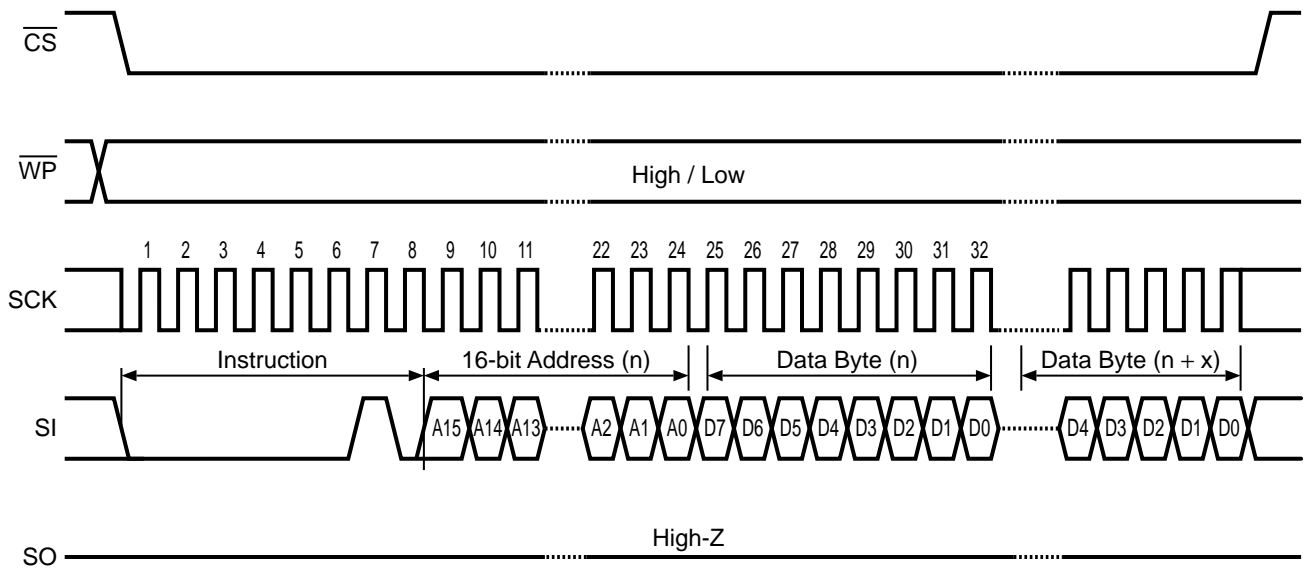 CS
WP
High / Low
1 2 3 4 5 6 7 8 9 10 11 22 23 24 25 26 27 28 29 30 31 32
SCK
Instruction 16-bit Address (n) Data Byte (n) Data Byte (n + x)
SI A15 A14 A13 A2 A1 A0 D7 D6 D5 D4 D3 D2 D1 D0 D4 D3 D2 D1 D0
High-Z
SO